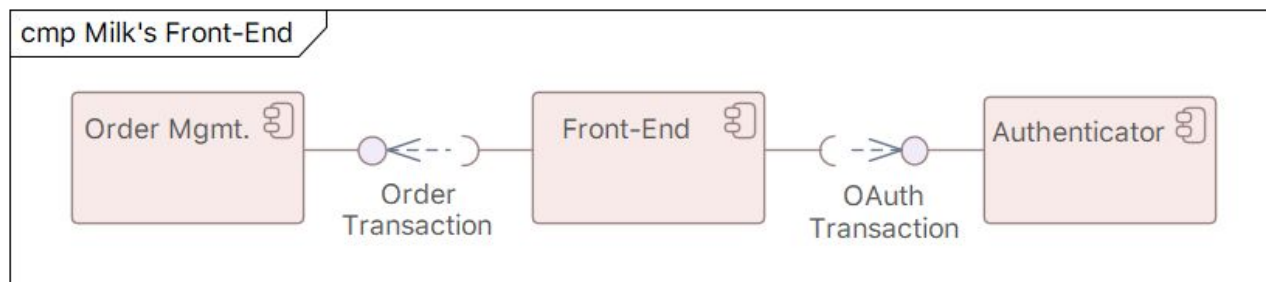 cmp Milk's Front-End
Order Mgmt.
Front-End
Authenticator
Order
Transaction
OAuth
Transaction